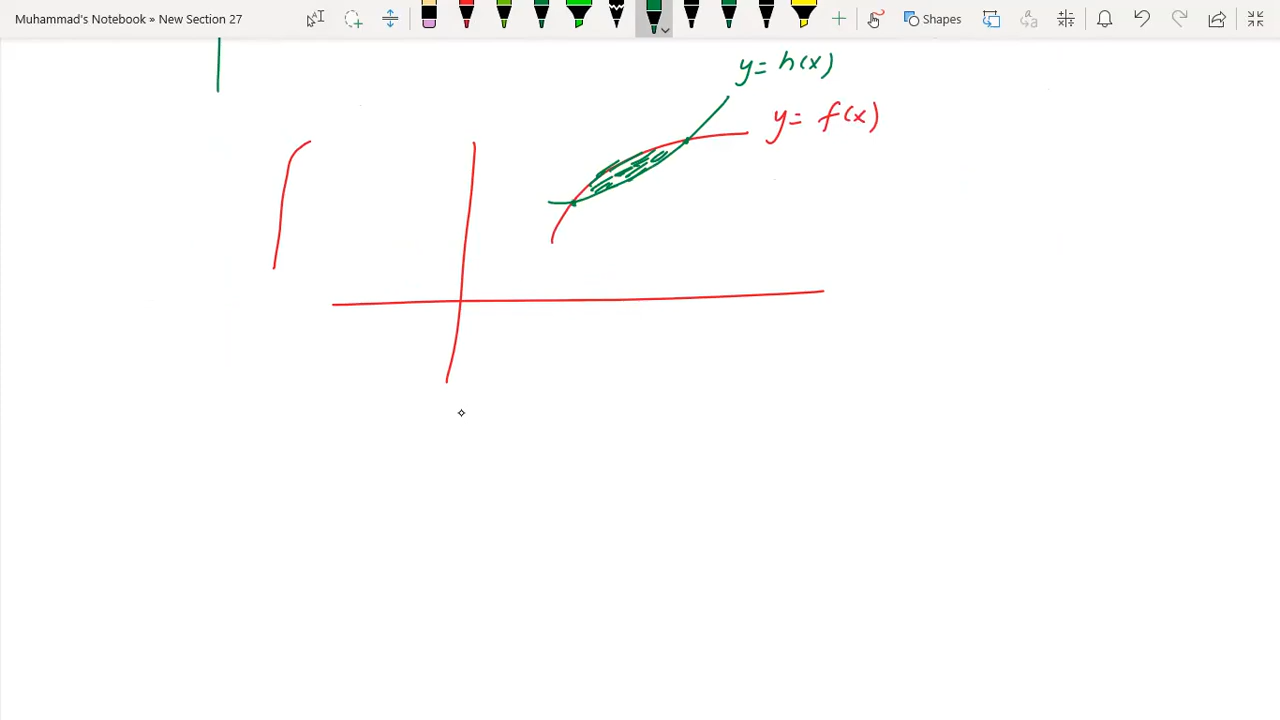 Muhammad's Notebook » New Section 27
Shapes
y= h(x)
y= f(x)